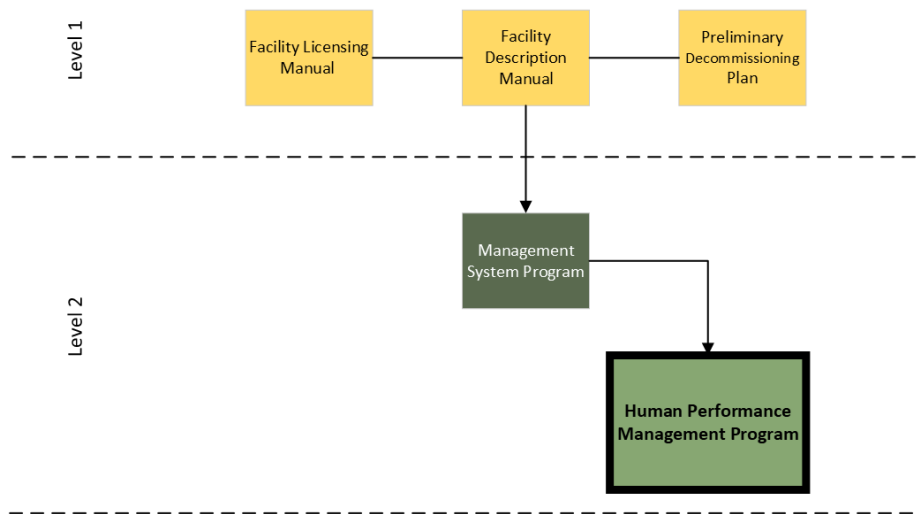 Level 1
Facility Licensing
Manual
Facility
Description
Manual
Preliminary
Decommissioning
Plan
Level 2
Management
System Program
Human Performance
Management Program